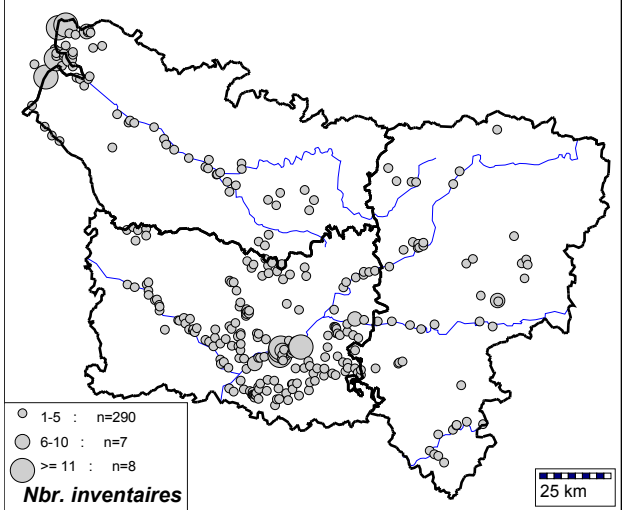 1-5 : n=290
6-10 : n=7
>= 11 : n=8
Nbr. inventaires
25 km